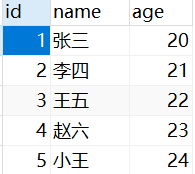 id name age
1 张三 20
2 李四 21
3 王五 22
4 赵六 23
5 小王 24